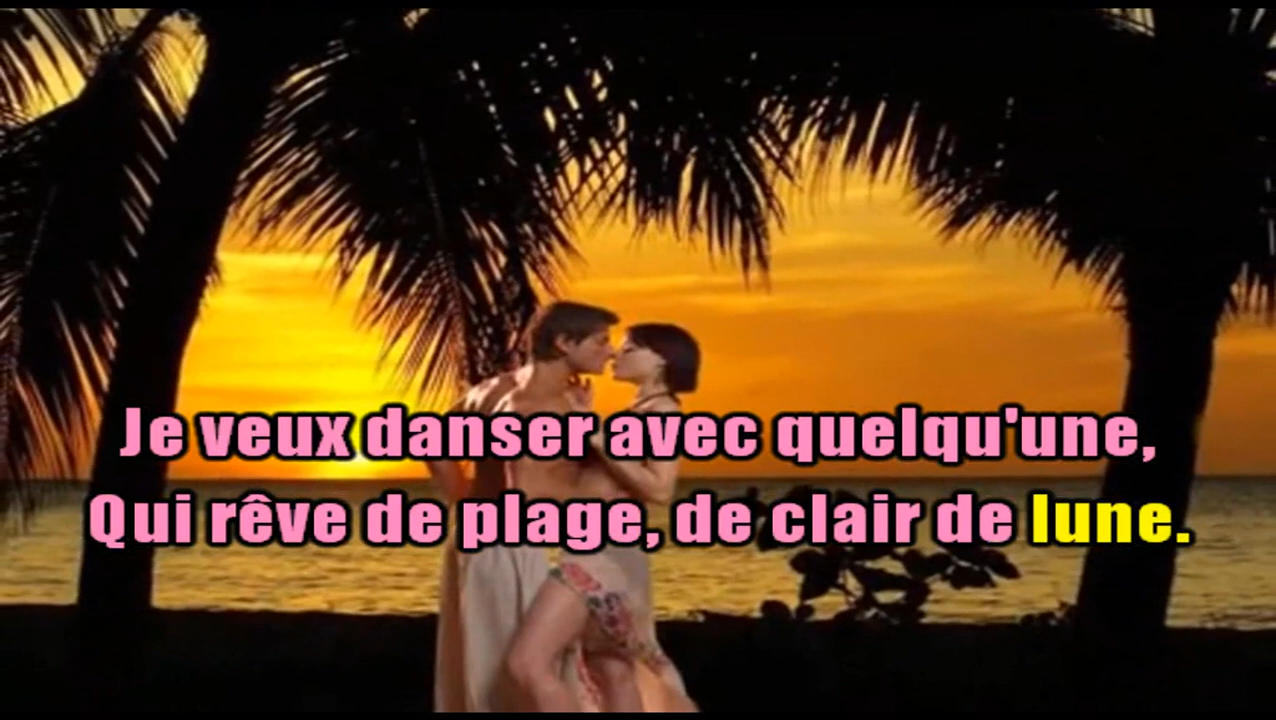 Je veux danser avec quelqu'une,
Qui rêve de plage, de clair de lune.